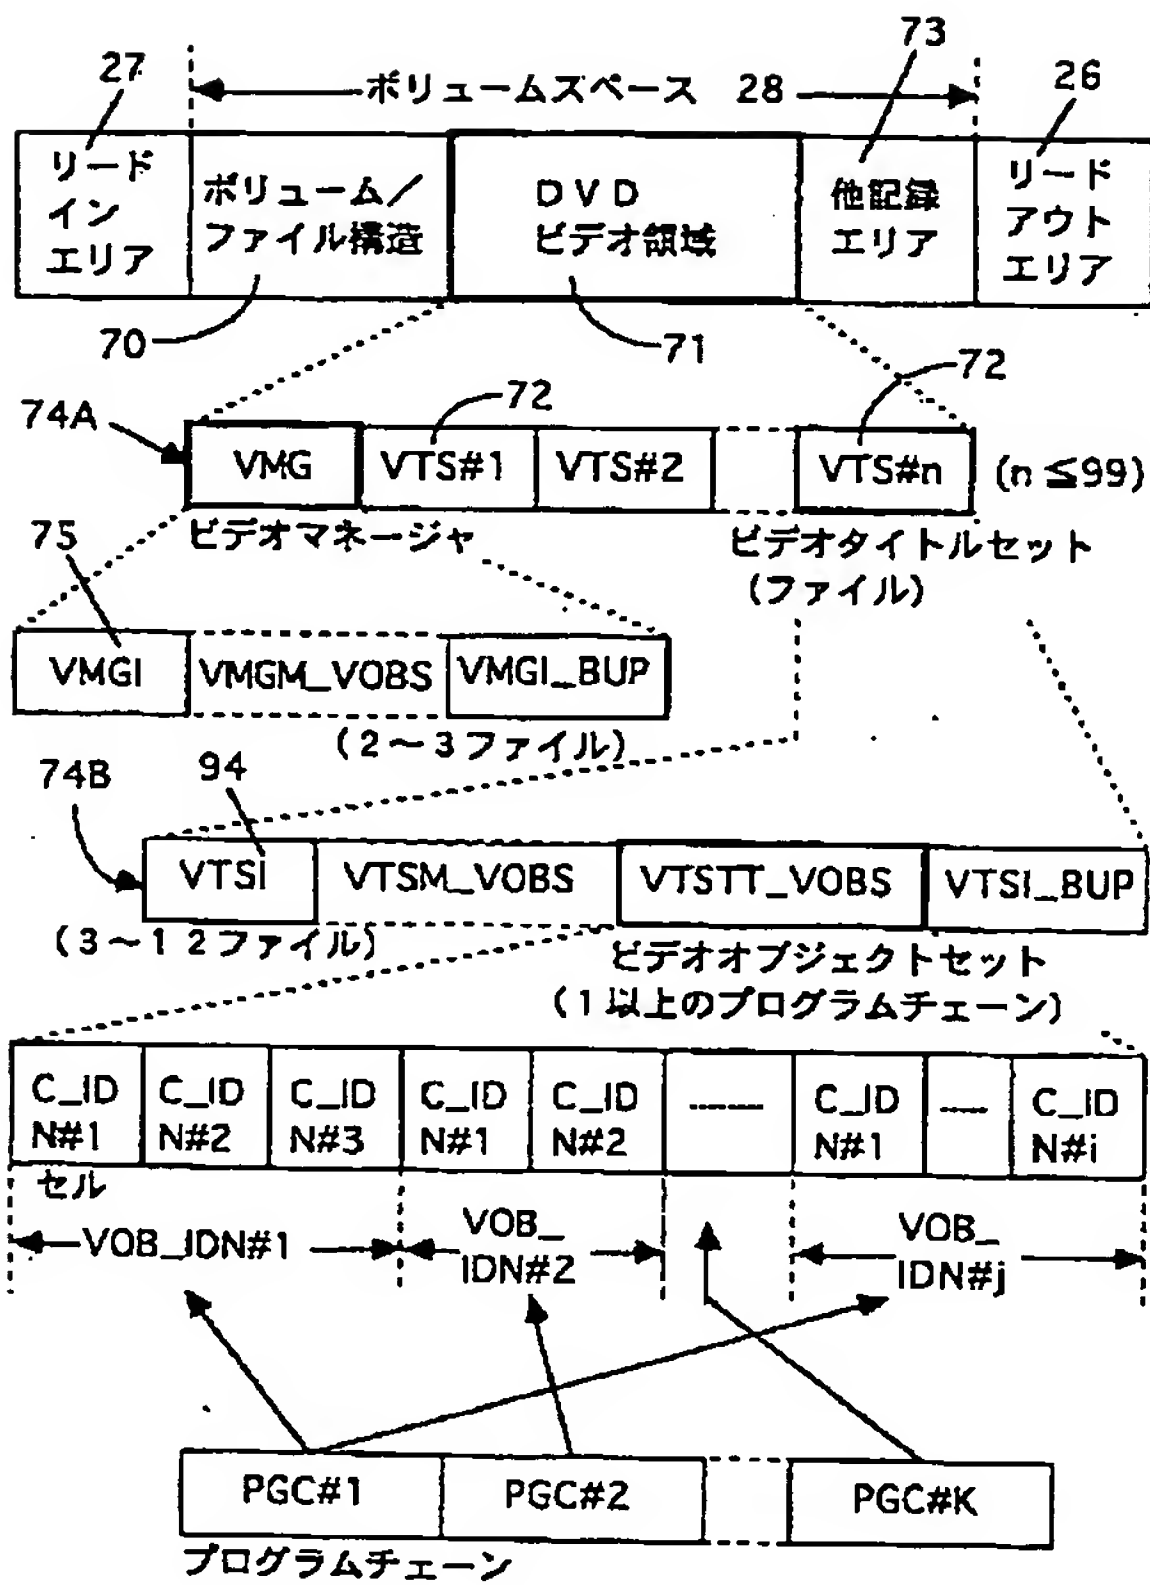 73
27
ボリュームスペース 28
26
リード
イン
エリア
ボリューム／
ファイル構造
DVD
ビデオ領域
他記録
エリア
リード
アウト
エリア
70
71
72
72
74A
VMG
VTS#1
VTS#2
VTS#n
(n≦99)
ビデオマネージャ
ビデオタイトルセット
(ファイル)
75
VMGI
VMGM_VOBS
VMGI_BUP
(2〜3ファイル)
74B
94
VTSI
VTSM_VOBS
VTSTT_VOBS
VTSI_BUP
(3〜12ファイル)
ビデオオブジェクトセット
(1以上のプログラムチェーン)
C_ID
N#1
C_ID
N#2
C_ID
N#3
C_ID
N#1
C_ID
N#2
C_ID
N#1
C_ID
N#i
セル
VOB_IDN#1
VOB_
IDN#2
VOB_
IDN#j
PGC#1
PGC#2
PGC#K
プログラムチェーン